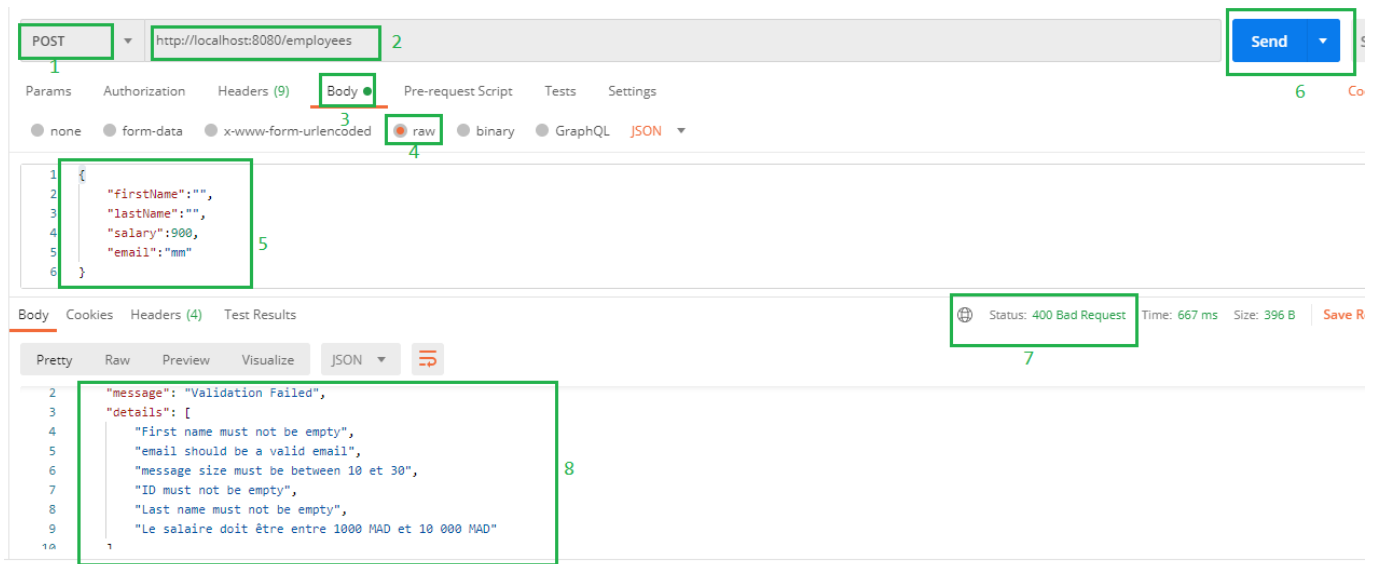 POST http://localhost:8080/employees 2 Send
1
6
Params Authorization Headers (9) Body Pre-request Script Tests Settings
3
none form-data x-www-form-urlencoded raw binary GraphQL JSON
4
1 {
2 "firstName":"",
3 "lastName":"",
4 "salary":900,
5 "email":"mm"
6 }
5
Body Cookies Headers (4) Test Results Status: 400 Bad Request Time: 667 ms Size: 396 B Save R
7
Pretty Raw Preview Visualize JSON
2 "message": "Validation Failed",
3 "details": [
4 "First name must not be empty",
5 "email should be a valid email",
6 "message size must be between 10 et 30",
7 "ID must not be empty",
8 "Last name must not be empty",
9 "Le salaire doit être entre 1000 MAD et 10 000 MAD"
10 ]
8